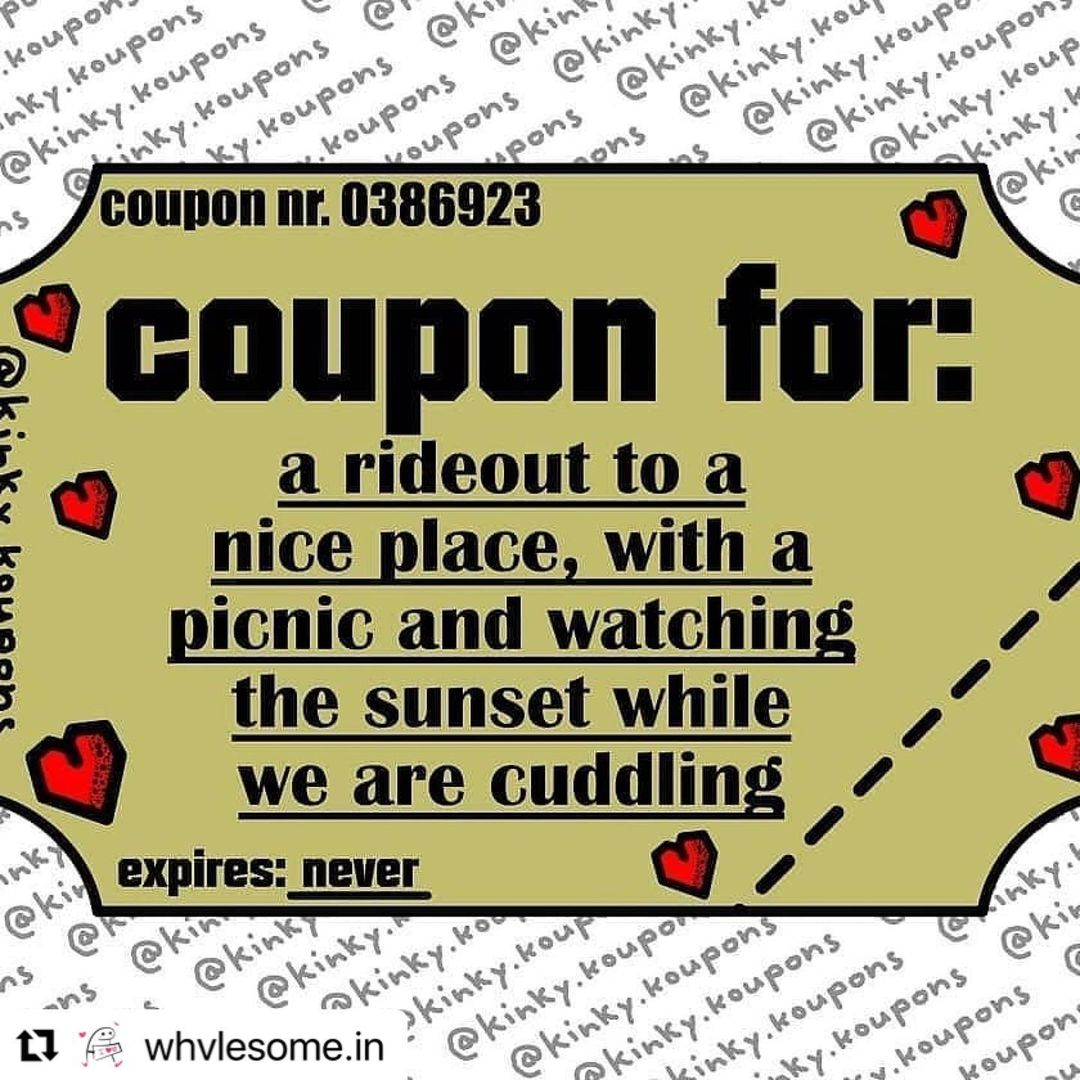 coupon nr. 0386923
coupon for:
a rideout to a
nice place, with a
picnic and watching
the sunset while
we are cuddling
expires: never
@kinky.koupons
whvlesome.in